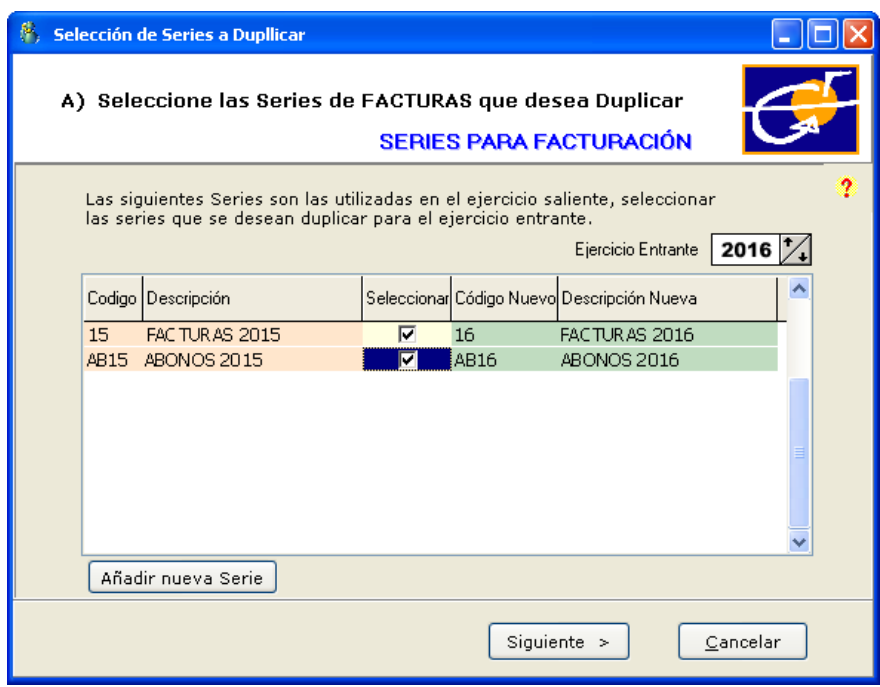 Selección de Series a Dupllicar
A) Seleccione las Series de FACTURAS que desea Duplicar
SERIES PARA FACTURACIÓN
?
Las siguientes Series son las utilizadas en el ejercicio saliente, seleccionar
las series que se desean duplicar para el ejercicio entrante.
Ejercicio Entrante 2016
Codigo Descripción Seleccionar Código Nuevo Descripción Nueva
15 FACTURAS 2015 16 FACTURAS 2016
AB15 ABONOS 2015 AB16 ABONOS 2016
Añadir nueva Serie
Siguiente > Cancelar